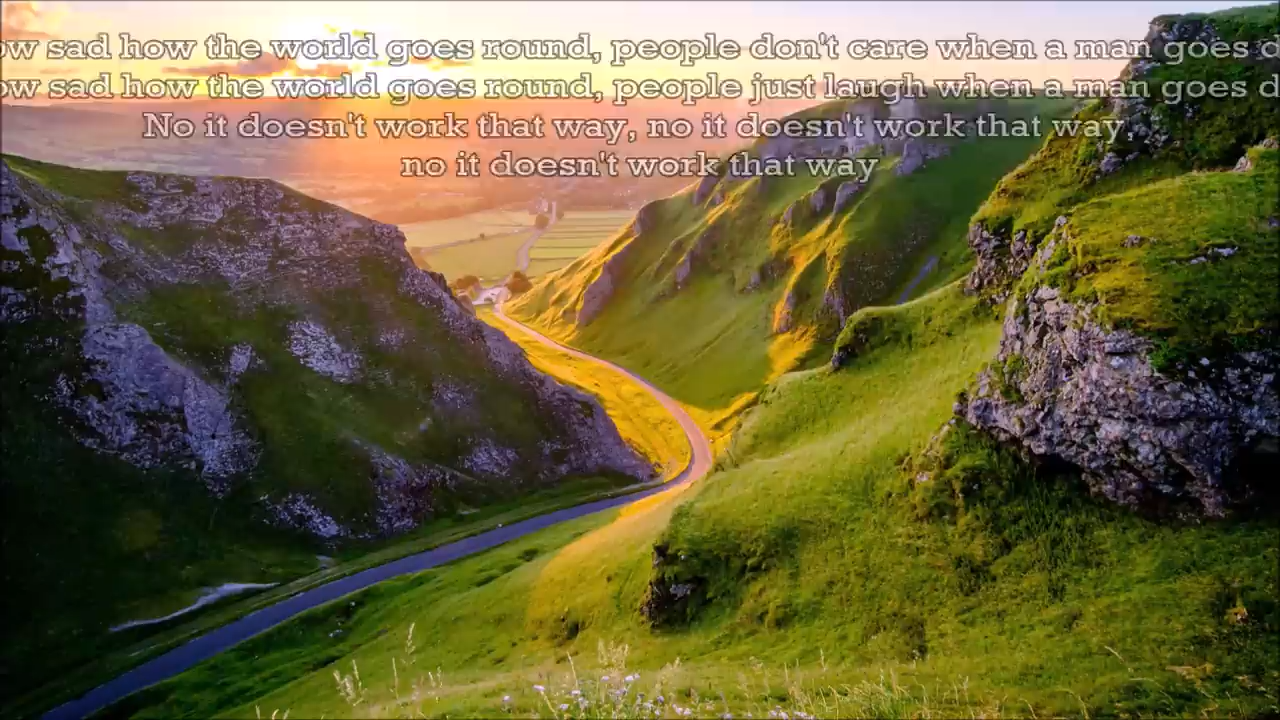 ow sad how the world goes round, people don't care when a man goes d
ow sad how the world goes round, people just laugh when a man goes d
No it doesn't work that way, no it doesn't work that way,
no it doesn't work that way